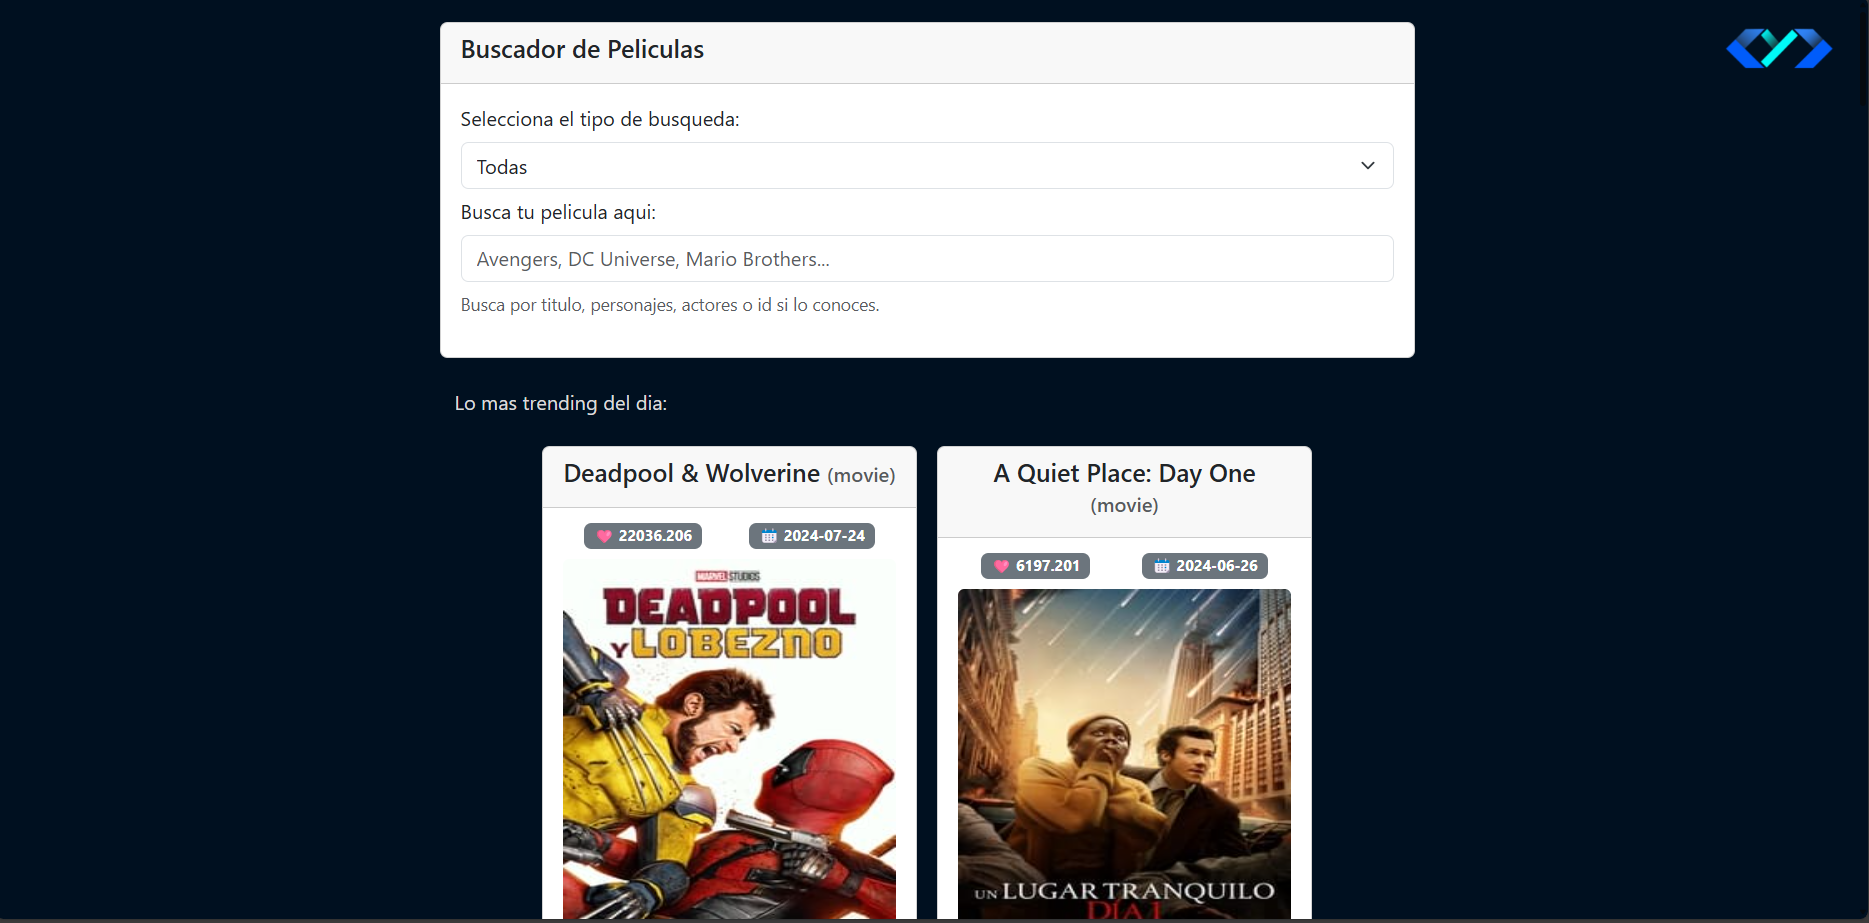 Buscador de Peliculas
Selecciona el tipo de busqueda:
Todas
Busca tu pelicula aqui:
Avengers, DC Universe, Mario Brothers...
Busca por titulo, personajes, actores o id si lo conoces.
Lo mas trending del dia:
Deadpool & Wolverine (movie)
22036.206
2024-07-24
MARVEL STUDIOS
DEADPOOL
Y LOBEZNO
A Quiet Place: Day One
(movie)
6197.201
2024-06-26
UN LUGAR TRANQUILO
DÍA 1